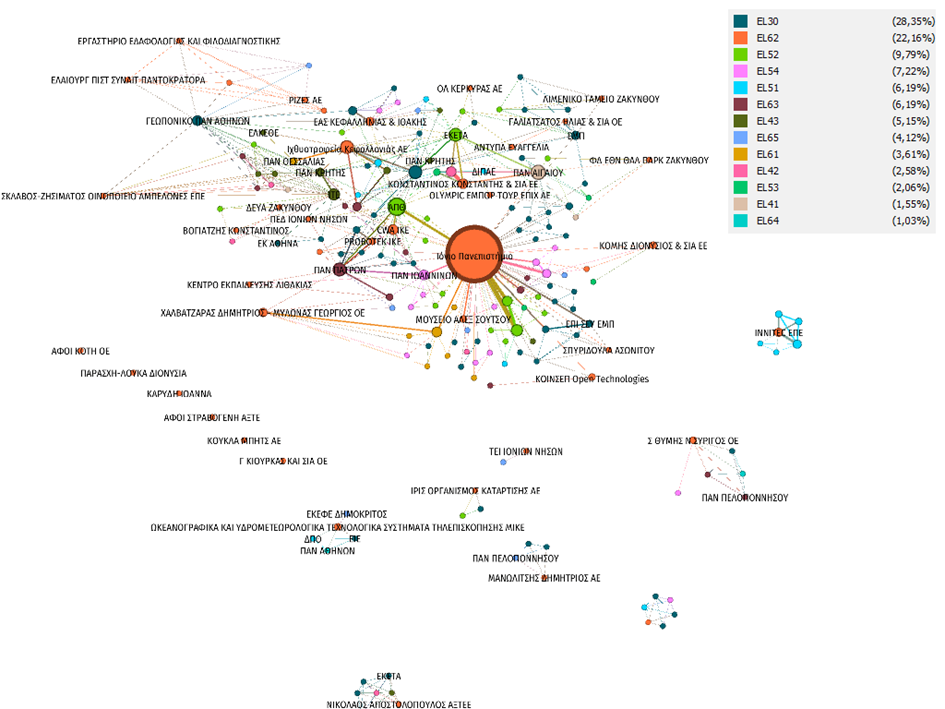 EL30 (28,35%)
EL62 (22,16%)
EL52 (9,79%)
EL54 (7,22%)
EL51 (6,19%)
EL63 (6,19%)
EL43 (5,15%)
EL65 (4,12%)
EL61 (3,61%)
EL42 (2,58%)
EL53 (2,06%)
EL41 (1,55%)
EL64 (1,03%)
ΕΡΓΑΣΤΗΡΙΟ ΕΔΑΦΟΛΟΓΙΑΣ ΚΑΙ ΦΙΛΟΔΙΑΓΝΩΣΤΙΚΗΣ
ΕΛΑΙΟΥΡΓ ΠΙΣΤ ΣΥΝΑΙΤ ΠΑΝΤΟΚΡΑΤΟΡΑ
ΟΛ ΚΕΡΚΥΡΑΣ ΑΕ
ΡΙΖΕΣ ΑΕ
ΛΙΜΕΝΙΚΟ ΤΑΜΕΙΟ ΖΑΚΥΝΘΟΥ
ΓΕΩΠΟΝΙΚΟ ΠΑΝ ΑΘΗΝΩΝ
ΕΑΣ ΚΕΦΑΛΛΗΝΙΑΣ & ΙΘΑΚΗΣ
ΓΑΛΙΑΤΣΑΤΟΣ ΗΛΙΑΣ & ΣΙΑ ΟΕ
ΕΛΚΕΘΕ
ΕΚΕΤΑ
ΕΜΠ
Ιχθυοτροφεία Κεφαλλονιάς ΑΕ
ΑΝΤΥΠΑ ΕΥΑΓΓΕΛΙΑ
ΠΑΝ ΘΕΣΣΑΛΙΑΣ
ΠΑΝ ΚΡΗΤΗΣ
ΦΑ ΕΘΝ ΘΑΛ ΠΑΡΚ ΖΑΚΥΝΘΟΥ
ΠΑΝ ΚΡΗΤΗΣ
ΔΙΠΑΕ
ΠΑΝ ΑΙΓΑΙΟΥ
ΚΩΝΣΤΑΝΤΙΝΟΣ ΚΩΝΣΤΑΝΤΗΣ & ΣΙΑ ΕΕ
ΣΚΛΑΒΟΣ-ΖΗΣΙΜΑΤΟΣ ΟΙΝΟΠΟΙΕΙΟ ΑΜΠΕΛΩΝΕΣ ΕΠΕ
OLYMPIC ΕΜΠΟΡ ΤΟΥΡ ΕΠΙΧ ΑΕ
ΔΕΥΑ ΖΑΚΥΝΘΟΥ
ΑΠΘ
ΠΕΔ ΙΟΝΙΩΝ ΝΗΣΩΝ
ΒΟΓΙΑΤΖΗΣ ΚΩΝΣΤΑΝΤΙΝΟΣ
CWA ΙΚΕ
ΕΚ ΑΘΗΝΑ
PROBOTEK ΙΚΕ
ΚΟΜΗΣ ΔΙΟΝΥΣΙΟΣ & ΣΙΑ ΕΕ
Ιόνιο Πανεπιστήμιο
ΠΑΝ ΠΑΤΡΩΝ
ΠΑΝ ΙΩΑΝΝΙΝΩΝ
ΚΕΝΤΡΟ ΕΚΠΑΙΔΕΥΣΗΣ ΛΙΘΑΚΙΑΣ
ΧΑΛΒΑΤΖΑΡΑΣ ΔΗΜΗΤΡΙΟΣ – ΜΥΛΩΝΑΣ ΓΕΩΡΓΙΟΣ ΟΕ
ΜΟΥΣΕΙΟ ΑΛΕΞ ΣΟΥΤΣΟΥ
ΕΠΙ ΣΕΥ ΕΜΠ
ΙΝΝΙΤΕC ΕΠΕ
ΑΦΟΙ ΚΟΤΗ ΟΕ
ΣΠΥΡΙΔΟΥΛΑ ΑΣΩΝΙΤΟΥ
ΠΑΡΑΣΧΗ-ΛΟΥΚΑ ΔΙΟΝΥΣΙΑ
ΚΟΙΝΣΕΠ Open Technologies
ΚΑΡΥΔΗ ΙΩΑΝΝΑ
ΑΦΟΙ ΣΤΡΑΒΟΓΕΝΗ ΑΞΤΕ
ΚΟΥΚΛΑ ΜΠΗΤΣ ΑΕ
Σ ΘΥΜΗΣ Ν ΣΥΡΙΓΟΣ ΟΕ
ΤΕΙ ΙΟΝΙΩΝ ΝΗΣΩΝ
Γ ΚΙΟΥΡΚΑΣ ΚΑΙ ΣΙΑ ΟΕ
ΙΡΙΣ ΟΡΓΑΝΙΣΜΟΣ ΚΑΤΑΡΤΙΣΗΣ ΑΕ
ΠΑΝ ΠΕΛΟΠΟΝΝΗΣΟΥ
ΕΚΕΦΕ ΔΗΜΟΚΡΙΤΟΣ
ΩΚΕΑΝΟΓΡΑΦΙΚΑ ΚΑΙ ΥΔΡΟΜΕΤΕΩΡΟΛΟΓΙΚΑ ΤΕΧΝΟΛΟΓΙΚΑ ΣΥΣΤΗΜΑΤΑ ΤΗΛΕΠΙΣΚΟΠΗΣΗΣ ΜΙΚΕ
ΠΑΝ ΑΘΗΝΩΝ
ΠΑΝ ΠΕΛΟΠΟΝΝΗΣΟΥ
ΜΑΝΩΛΙΤΣΗΣ ΔΗΜΗΤΡΙΟΣ ΑΕ
ΕΚΕΤΑ
ΝΙΚΟΛΑΟΣ ΑΠΟΣΤΟΛΟΠΟΥΛΟΣ ΑΞΤΕΕ